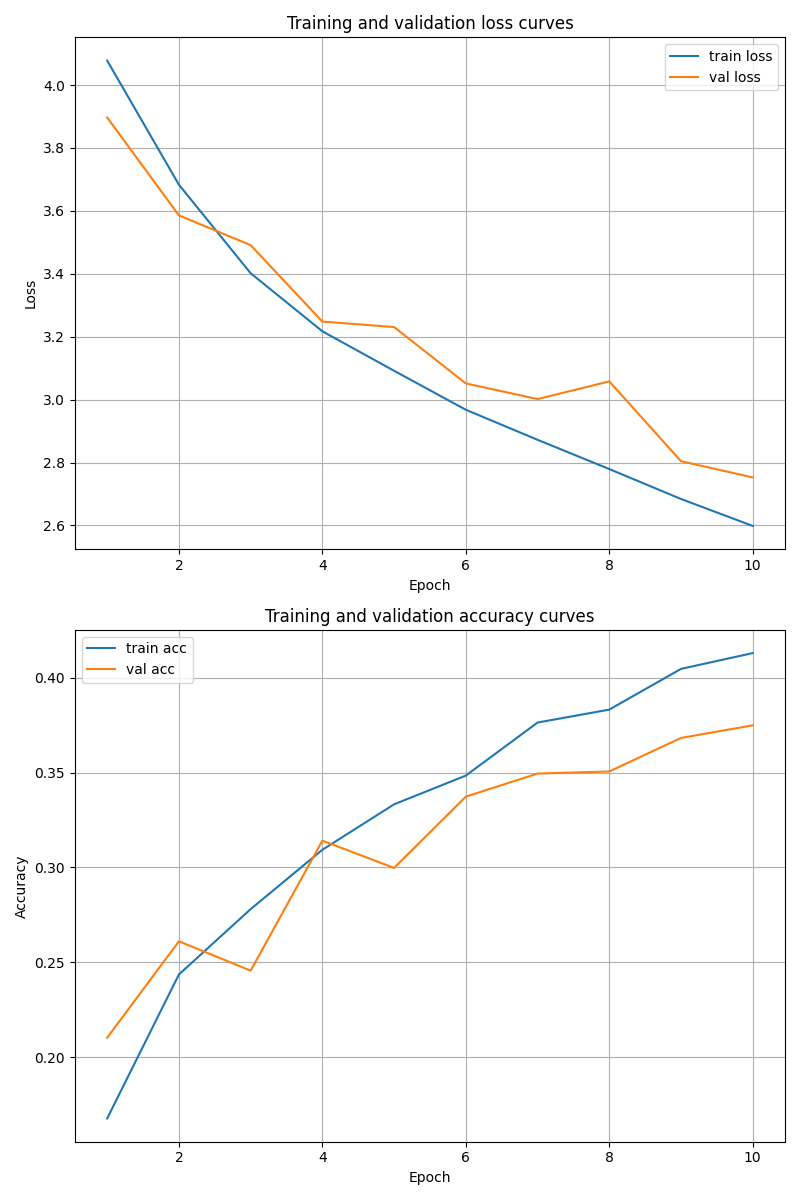 Training and validation loss curves
train loss
val loss
4.0
3.8
3.6
3.4
3.2
3.0
2.8
2.6
Loss
2 4 6 8 10
Epoch
Training and validation accuracy curves
train acc
val acc
0.40
0.35
0.30
0.25
0.20
Accuracy
2 4 6 8 10
Epoch